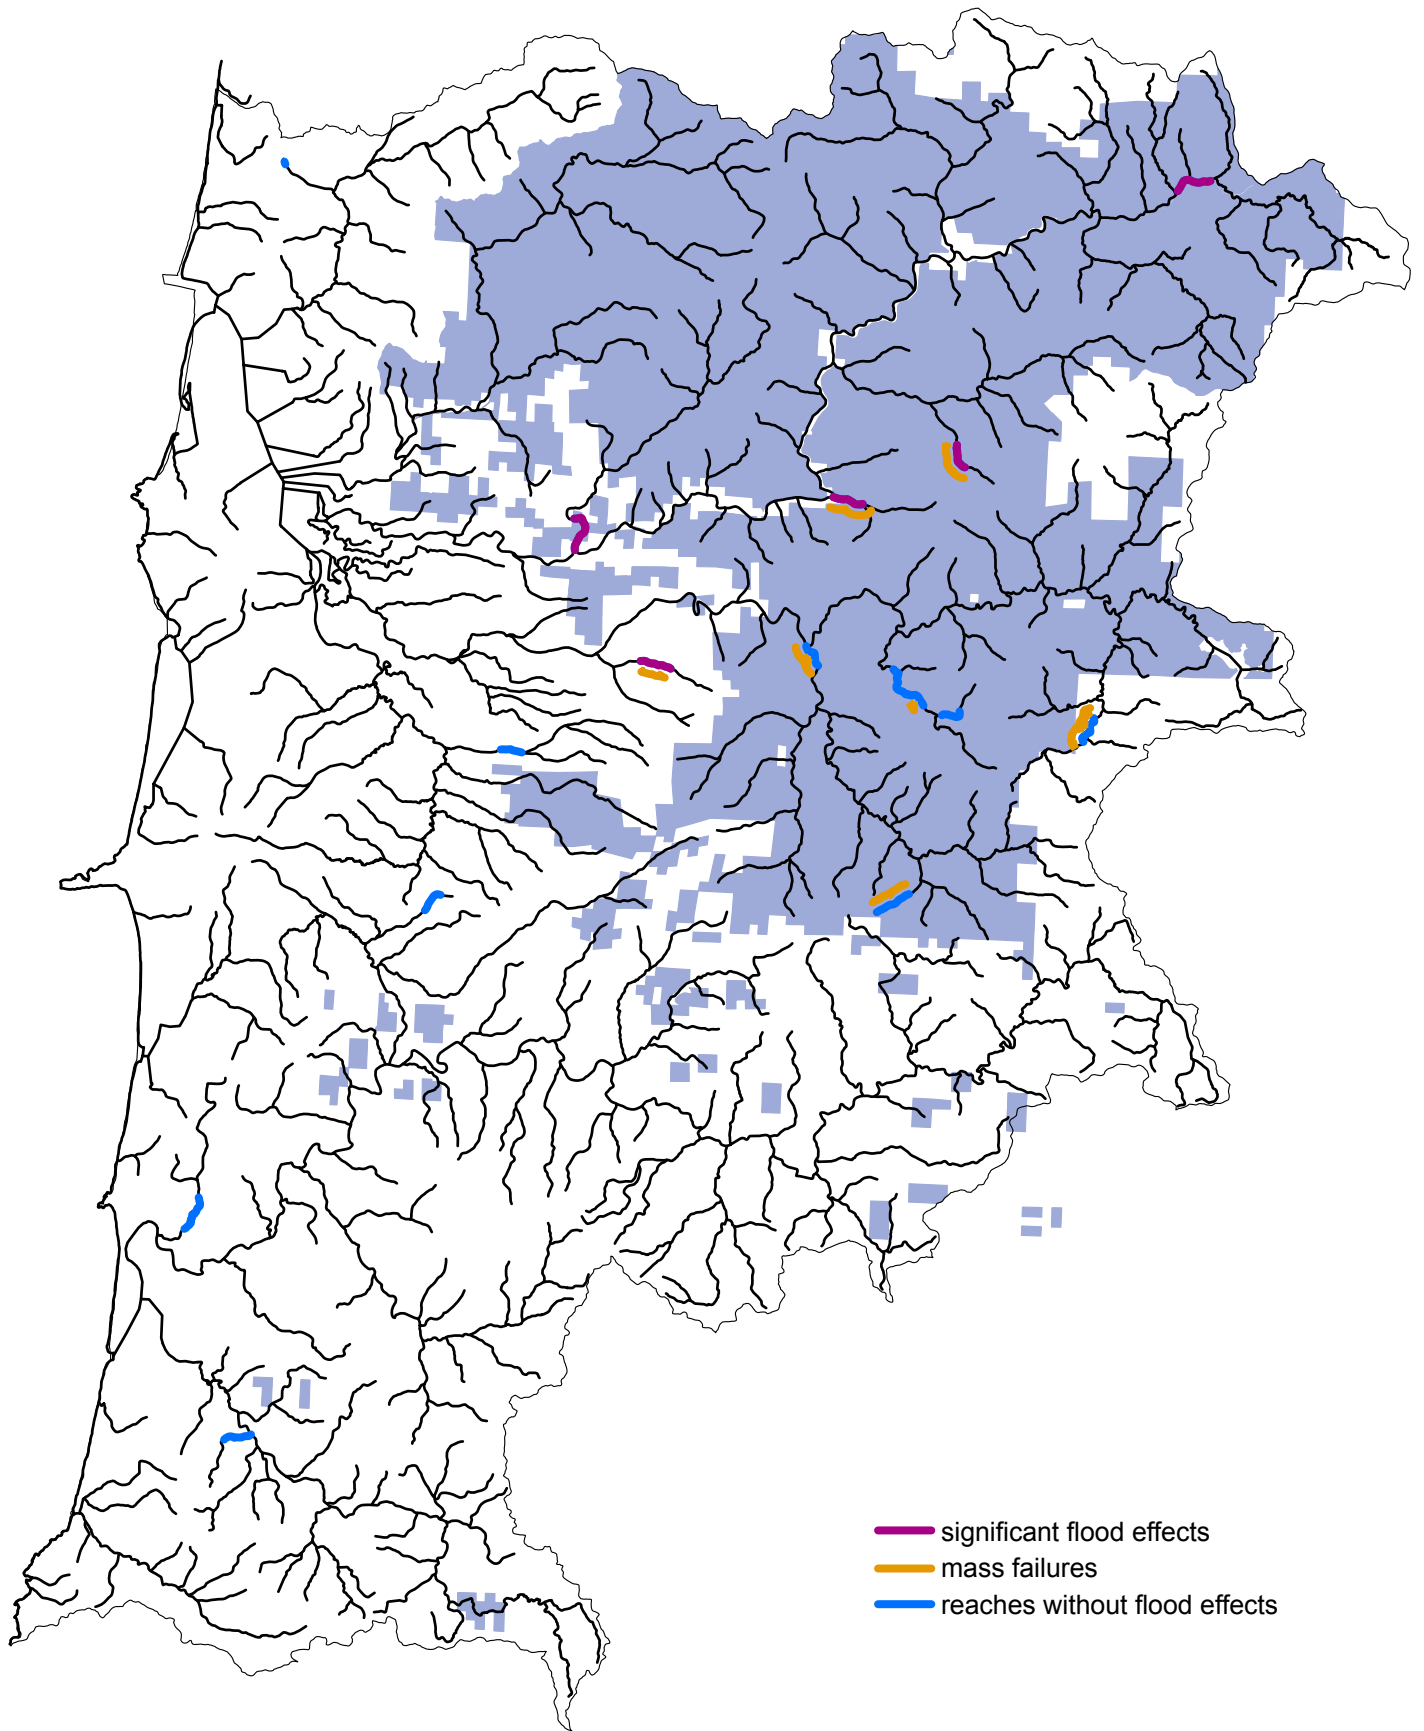 significant flood effects
mass failures
reaches without flood effects